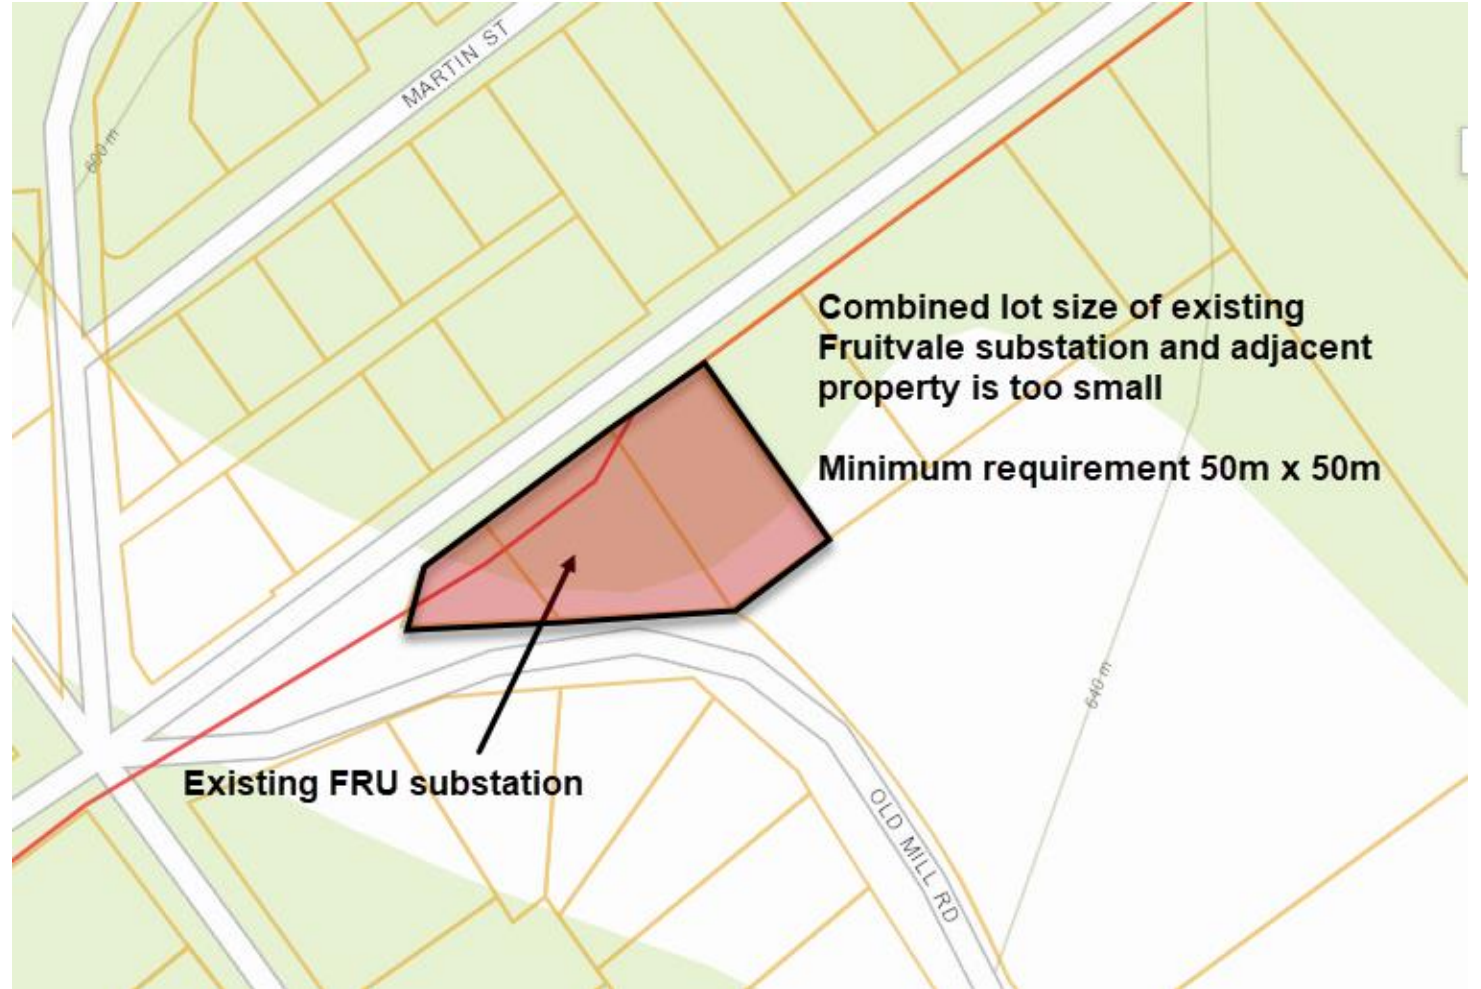 MARTIN ST
600 m
Combined lot size of existing
Fruitvale substation and adjacent
property is too small
Minimum requirement 50m x 50m
640 m
Existing FRU substation
OLD MILL RD